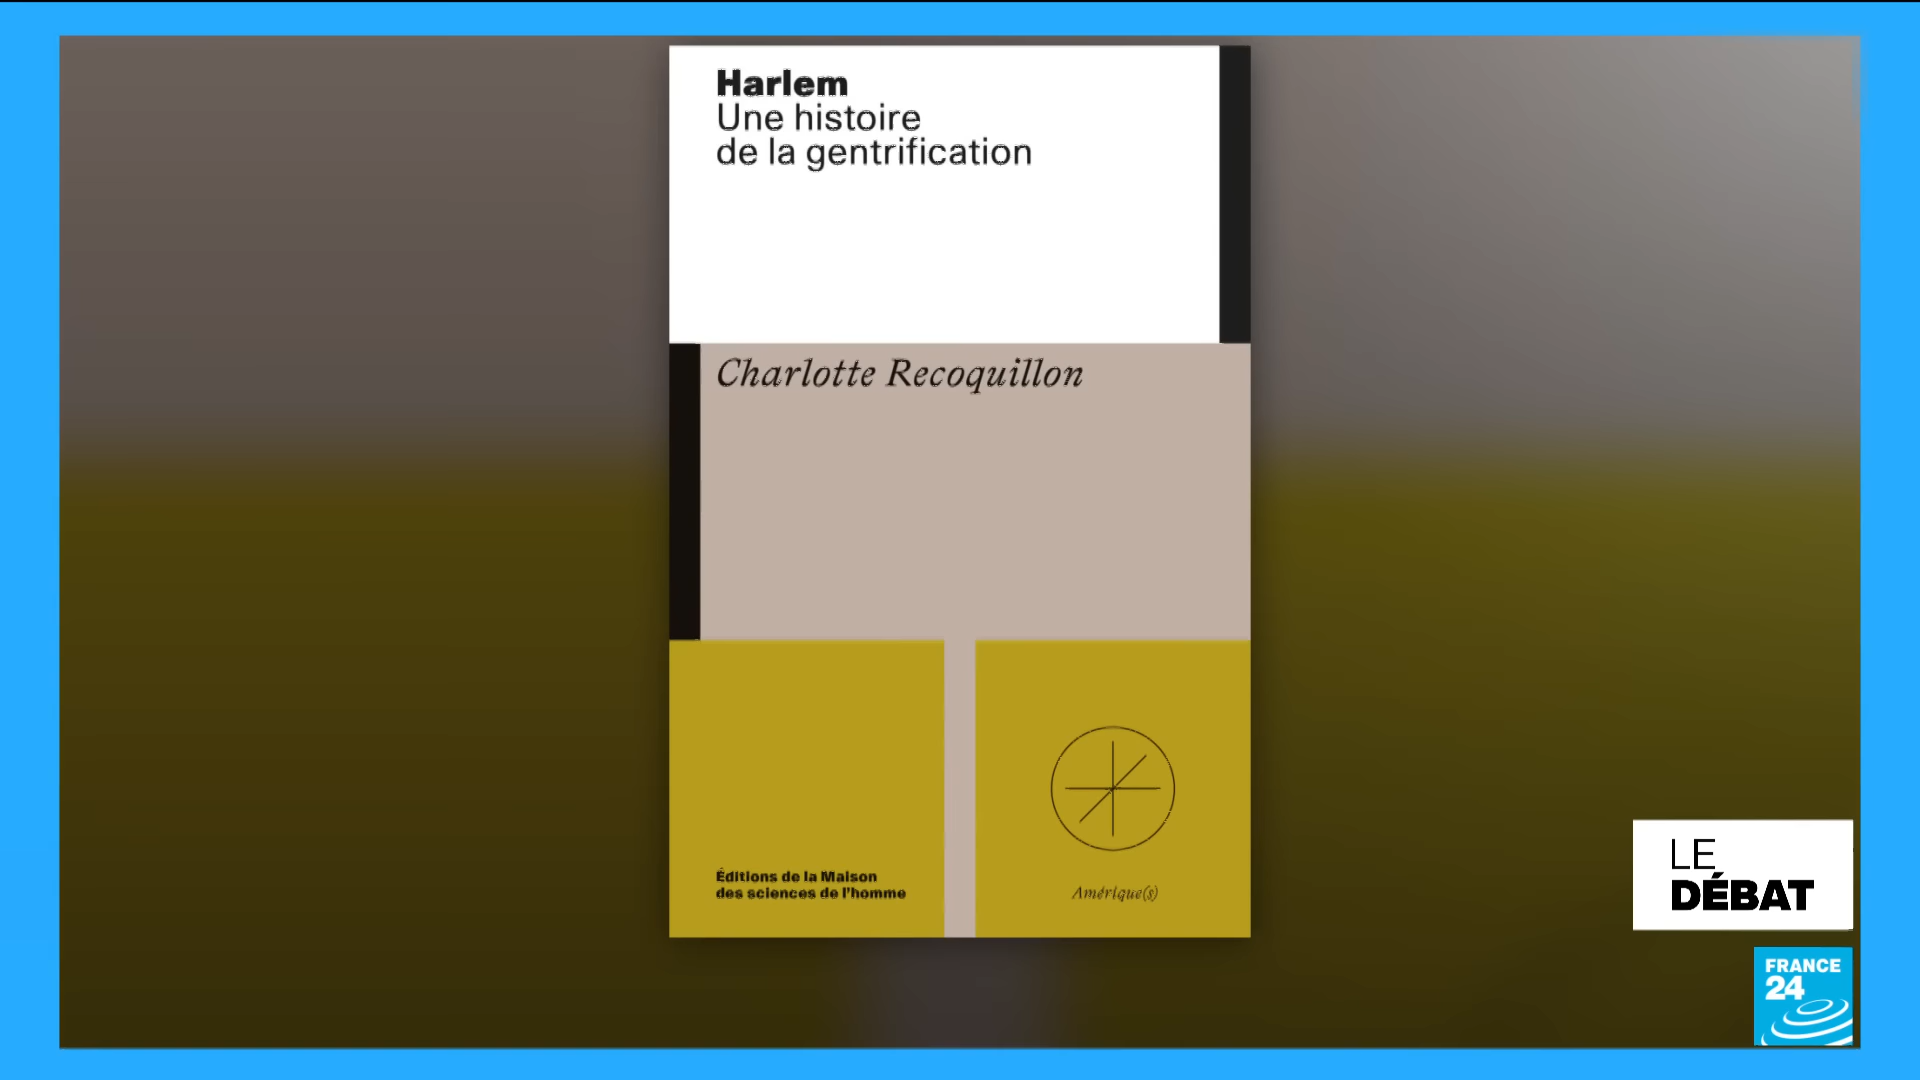 Harlem
Une histoire
de la gentrification
Charlotte Recoquillon
Éditions de la Maison
des sciences de l'homme
Amérique(s)
LE
DÉBAT
FRANCE
24